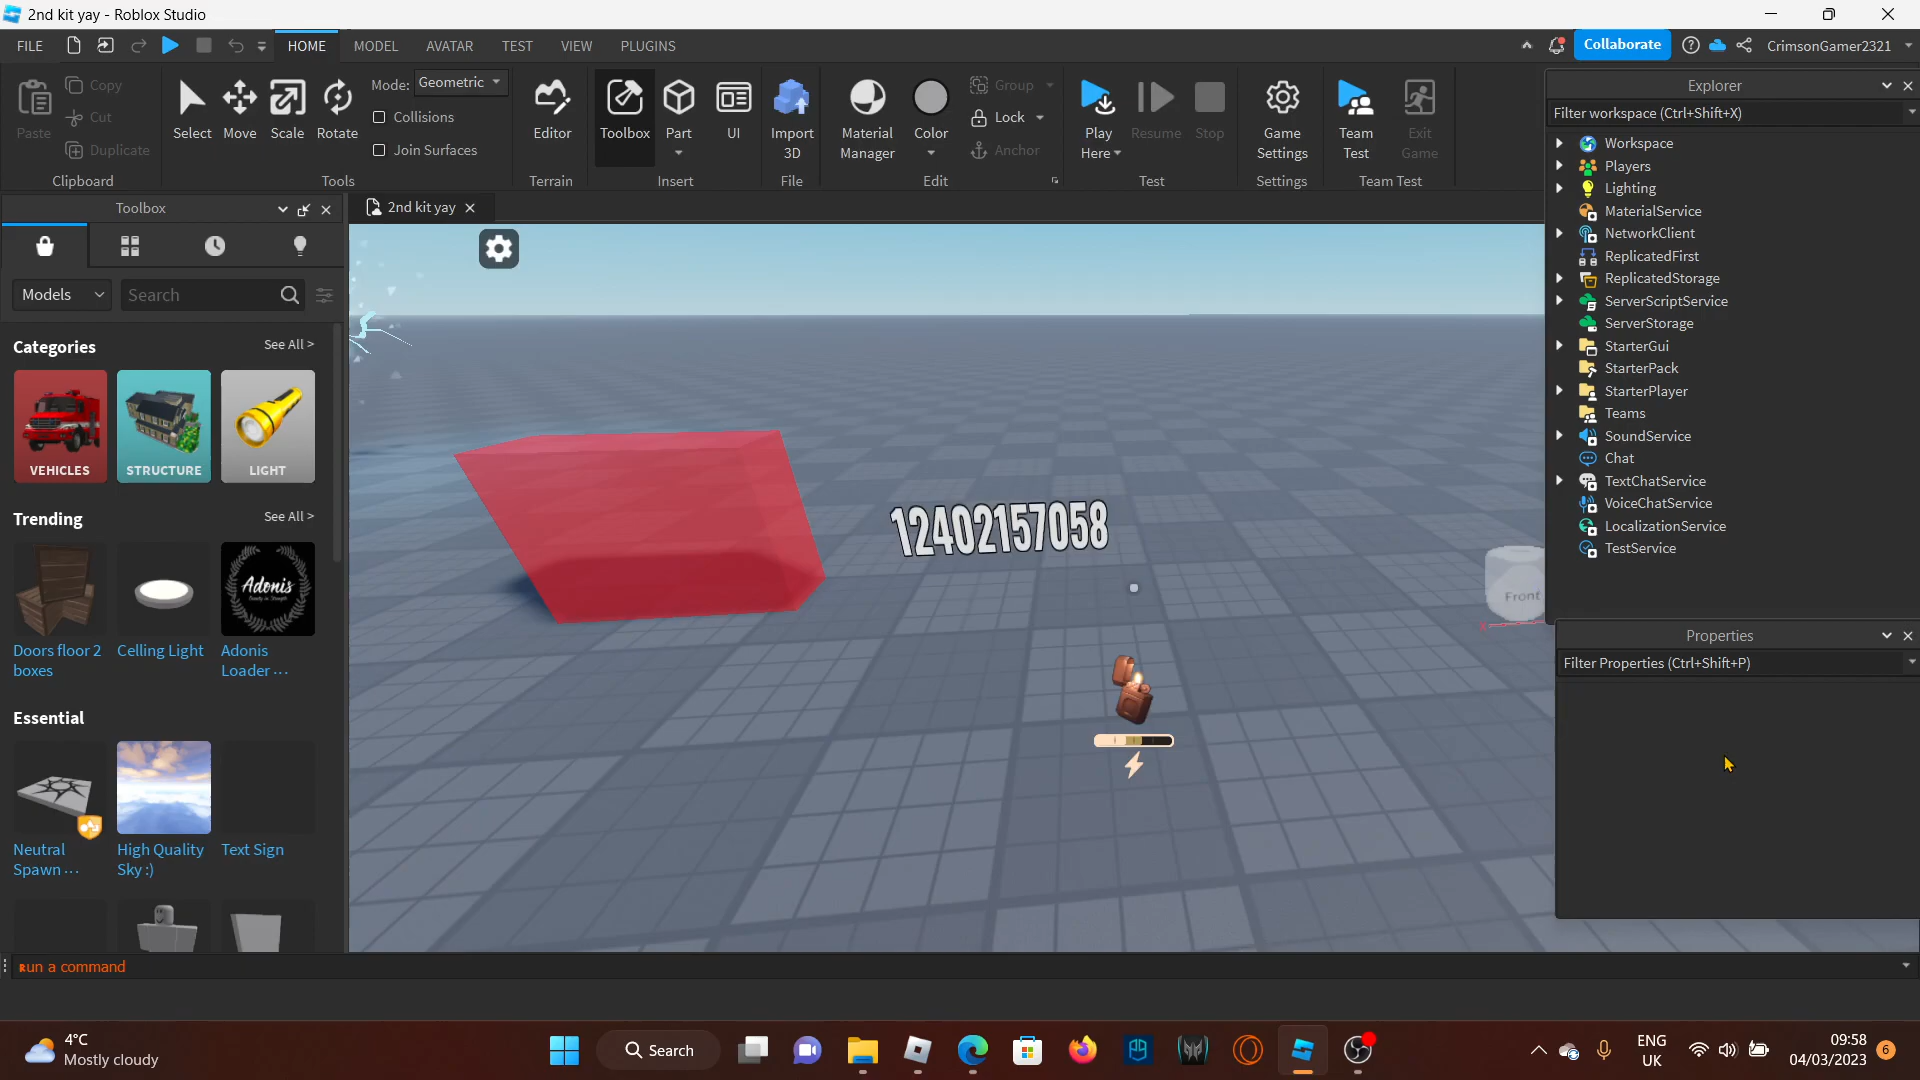 2nd kit yay - Roblox Studio
FILE
HOME
MODEL
AVATAR
TEST
VIEW
PLUGINS
Collaborate
CrimsonGamer2321
Paste
Copy
Cut
Duplicate
Clipboard
Select
Move
Scale
Rotate
Mode:
Geometric
Collisions
Join Surfaces
Tools
Editor
Terrain
Toolbox
Part
UI
Insert
Import
3D
File
Material
Manager
Color
Group
Lock
Anchor
Edit
Play
Here
Resume
Stop
Test
Game
Settings
Settings
Team
Test
Exit
Game
Team Test
Toolbox
2nd kit yay
Models
Search
Categories
See All >
VEHICLES
STRUCTURE
LIGHT
Trending
See All >
Adonis
Doors floor 2
boxes
Celling Light
Adonis
Loader ...
Essential
Neutral
Spawn ...
High Quality
Sky :)
Text Sign
12402157058
Front
Explorer
Filter workspace (Ctrl+Shift+X)
Workspace
Players
Lighting
MaterialService
NetworkClient
ReplicatedFirst
ReplicatedStorage
ServerScriptService
ServerStorage
StarterGui
StarterPack
StarterPlayer
Teams
SoundService
Chat
TextChatService
VoiceChatService
LocalizationService
TestService
Properties
Filter Properties (Ctrl+Shift+P)
Run a command
4°C
Mostly cloudy
Search
ENG
UK
09:58
04/03/2023
6